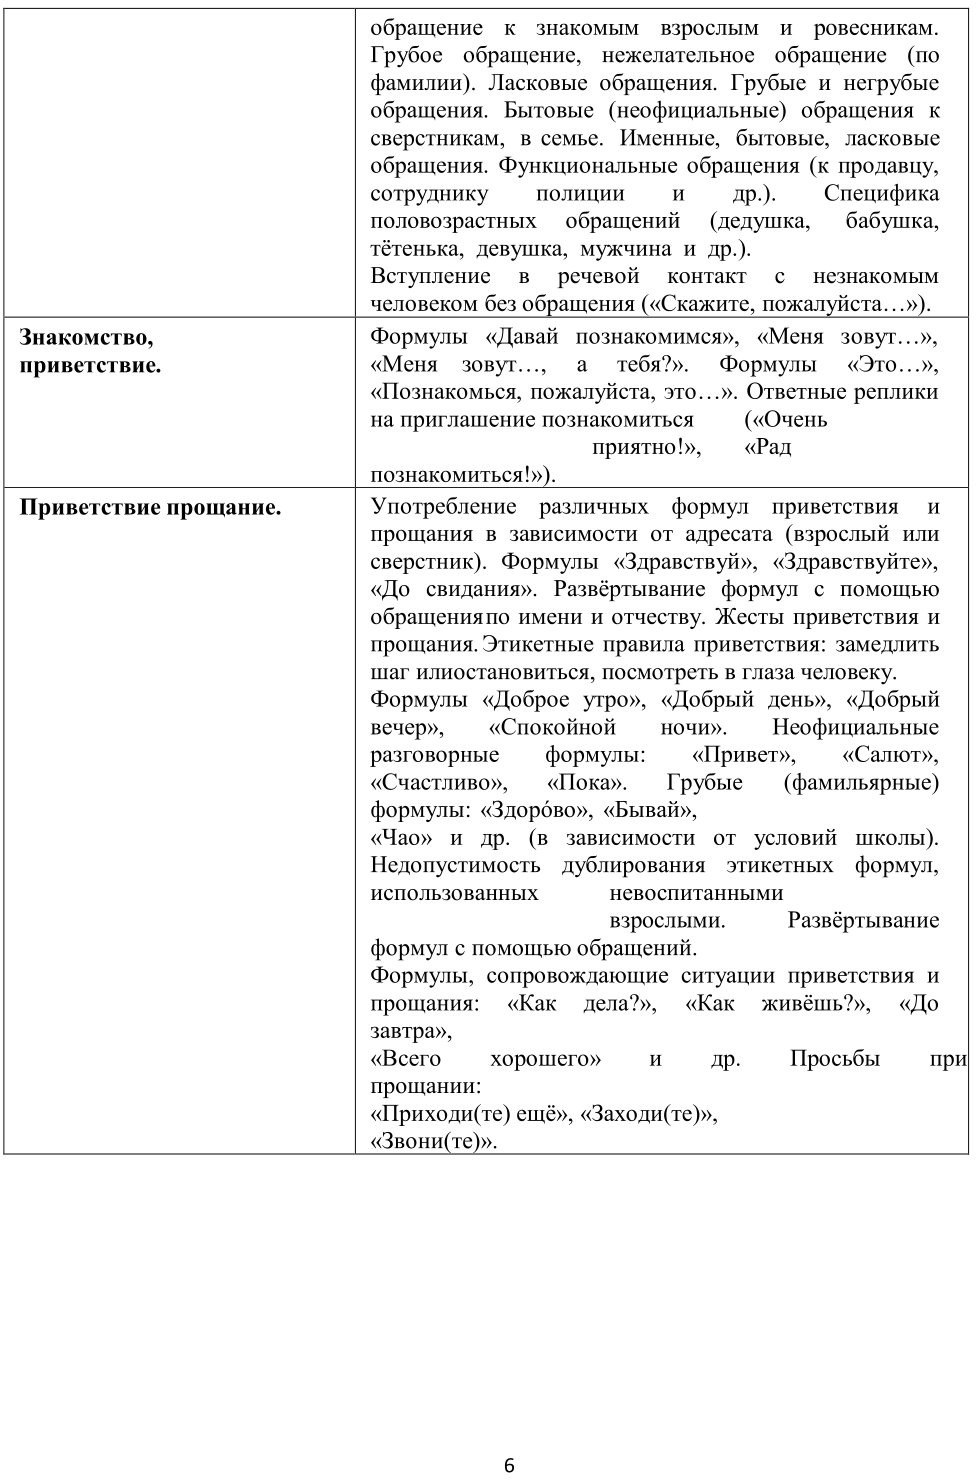 обращение к знакомым взрослым и ровесникам.
Грубое обращение, нежелательное обращение (по
фамилии). Ласковые обращения. Грубые и негрубые
обращения. Бытовые (неофициальные) обращения к
сверстникам, в семье. Именные, бытовые, ласковые
обращения. Функциональные обращения (к продавцу,
сотруднику полиции и др.). Специфика
половозрастных обращений (дедушка, бабушка,
тётенька, девушка, мужчина и др.).
Вступление в речевой контакт с незнакомым
человеком без обращения («Скажите, пожалуйста…»).
Знакомство,
приветствие.
Формулы «Давай познакомимся», «Меня зовут…»,
«Меня зовут…, а тебя?». Формулы «Это…»,
«Познакомься, пожалуйста, это…». Ответные реплики
на приглашение познакомиться («Очень
приятно!», «Рад
познакомиться!»).
Приветствие прощание.
Употребление различных формул приветствия и
прощания в зависимости от адресата (взрослый или
сверстник). Формулы «Здравствуй», «Здравствуйте»,
«До свидания». Развёртывание формул с помощью
обращенияпо имени и отчеству. Жесты приветствия и
прощания. Этикетные правила приветствия: замедлить
шаг илиостановиться, посмотреть в глаза человеку.
Формулы «Доброе утро», «Добрый день», «Добрый
вечер», «Спокойной ночи». Неофициальные
разговорные формулы: «Привет», «Салют»,
«Счастливо», «Пока». Грубые (фамильярные)
формулы: «Здоро́во», «Бывай»,
«Чао» и др. (в зависимости от условий школы).
Недопустимость дублирования этикетных формул,
использованных невоспитанными
взрослыми. Развёртывание
формул с помощью обращений.
Формулы, сопровождающие ситуации приветствия и
прощания: «Как дела?», «Как живёшь?», «До
завтра»,
«Всего хорошего» и др. Просьбы при
прощании:
«Приходи(те) ещё», «Заходи(те)»,
«Звони(те)».
6